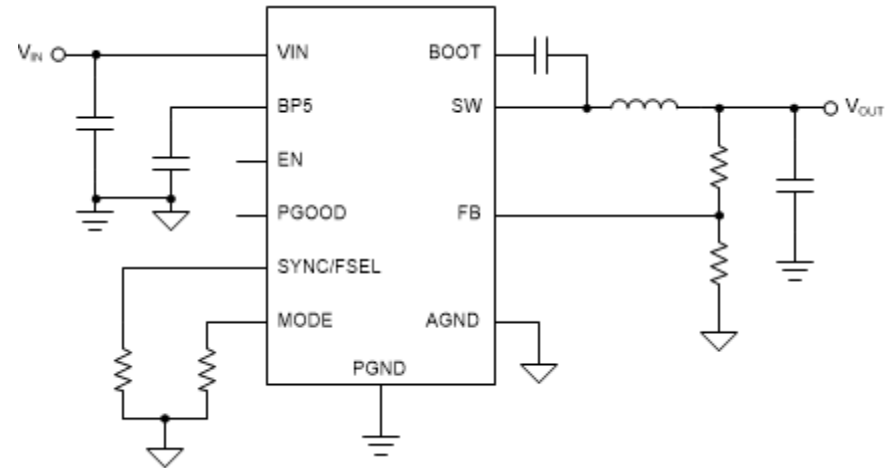 VIN
VIN
BOOT
BP5
SW
VOUT
EN
PGOOD
FB
SYNC/FSEL
MODE
AGND
PGND